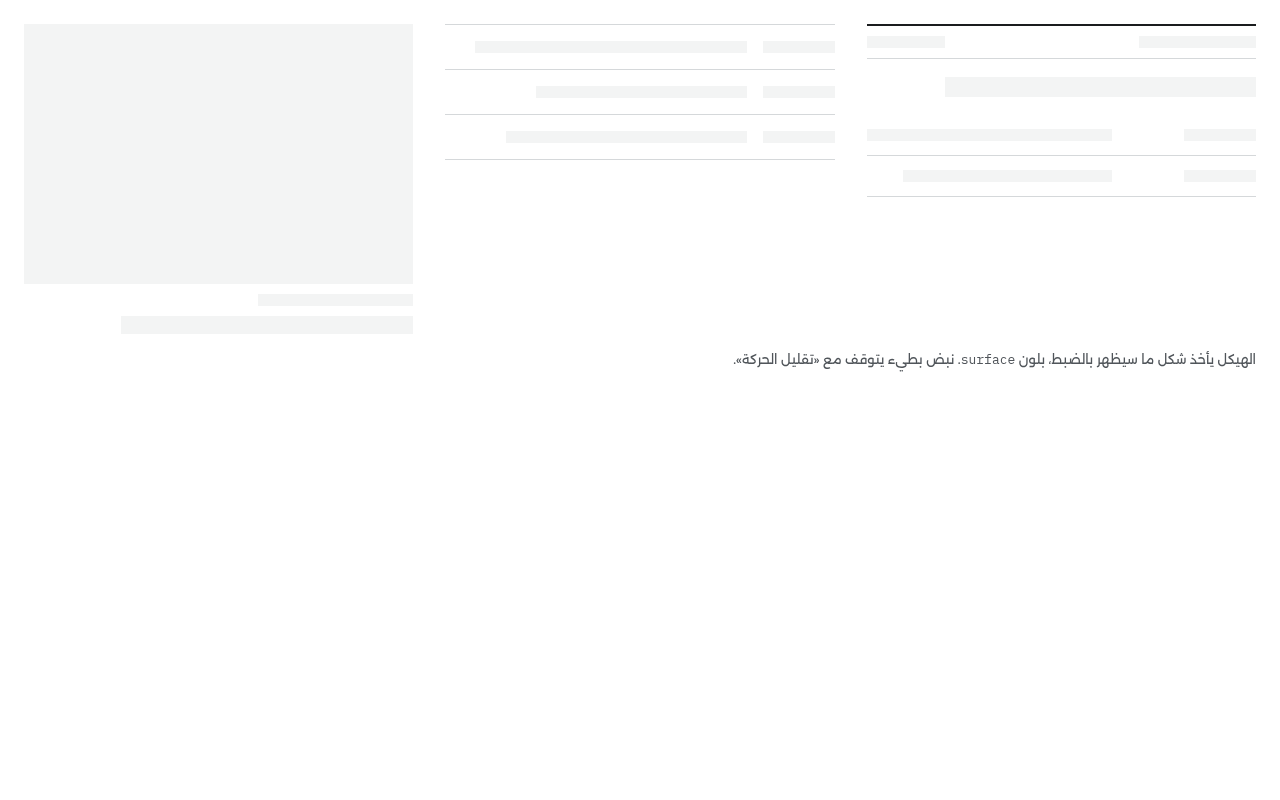 الهيكل يأخذ شكل ما سيظهر بالضبط، بلون surface. نبض بطيء يتوقف مع «تقليل الحركة».